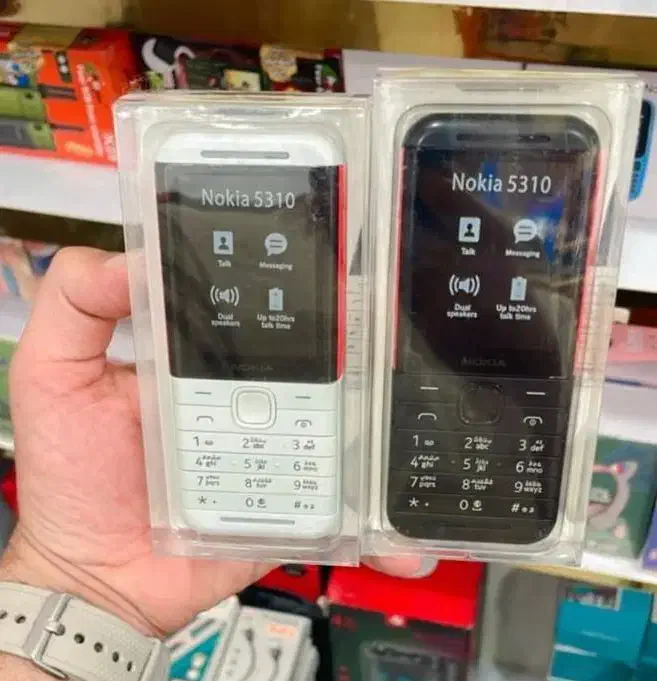 Nokia 5310
Talk
Messaging
Dual speakers
Up to 20hrs talk time
NOKIA
1
2 abc
3 def
4 ghi
5 jkl
6 mno
7 pqrs
8 tuv
9 wxyz
*
0
#
Nokia 5310
Talk
Messaging
Dual speakers
Up to 20hrs talk time
NOKIA
1
2 abc
3 def
4 ghi
5 jkl
6 mno
7 pqrs
8 tuv
9 wxyz
*
0
#